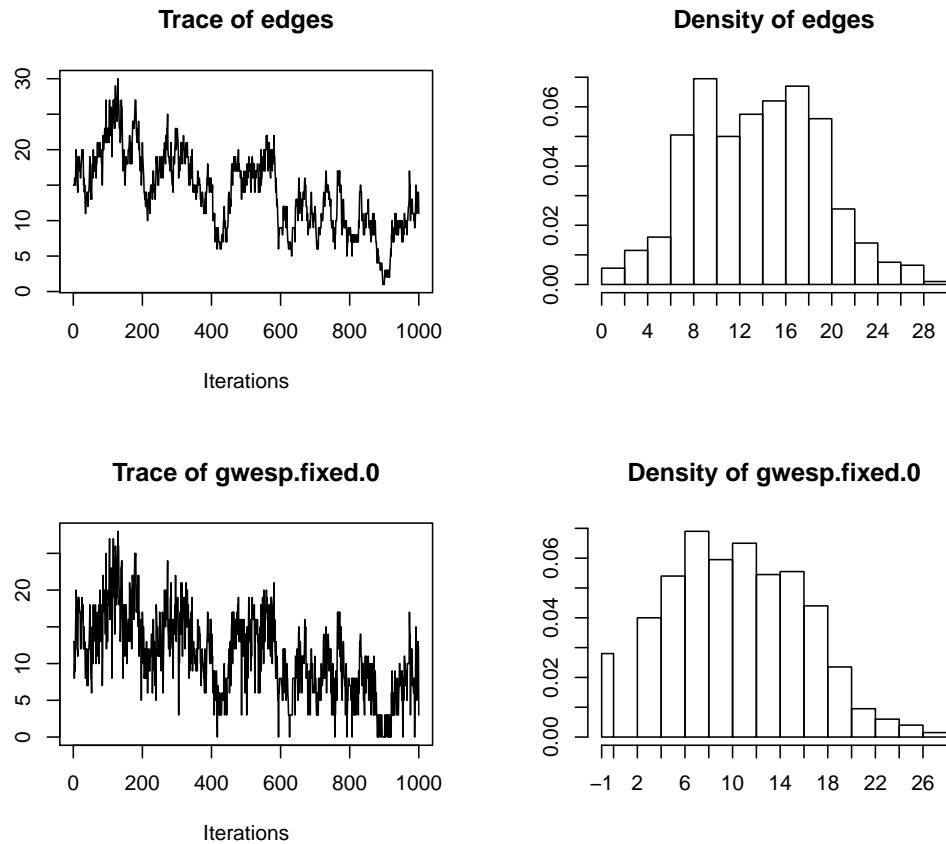 Trace of edges
30
20
10
5
0
0 200 400 600 800 1000
Iterations
Density of edges
0.06
0.04
0.02
0.00
0 4 8 12 16 20 24 28
Trace of gwesp.fixed.0
20
10
5
0
0 200 400 600 800 1000
Iterations
Density of gwesp.fixed.0
0.06
0.04
0.02
0.00
−1 2 6 10 14 18 22 26